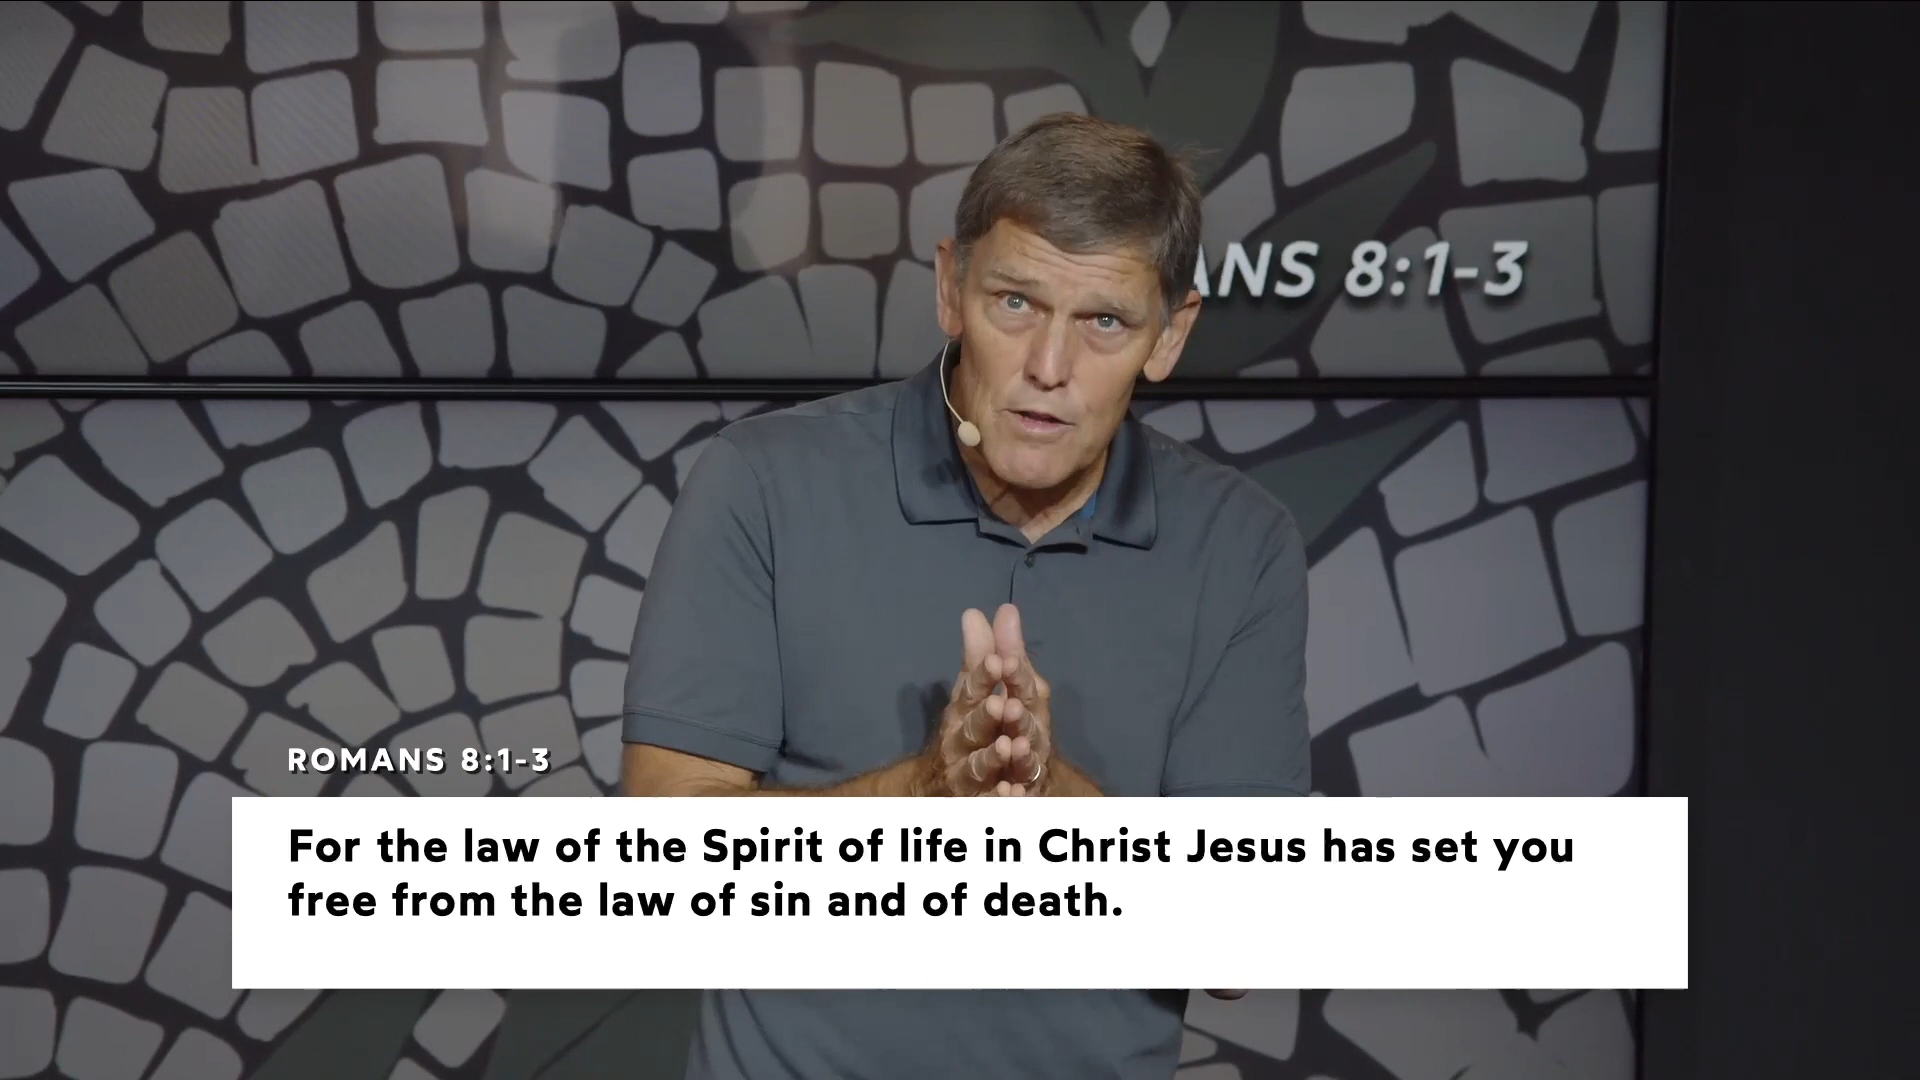 ANS 8:1-3
ROMANS 8:1-3
For the law of the Spirit of life in Christ Jesus has set you
free from the law of sin and of death.